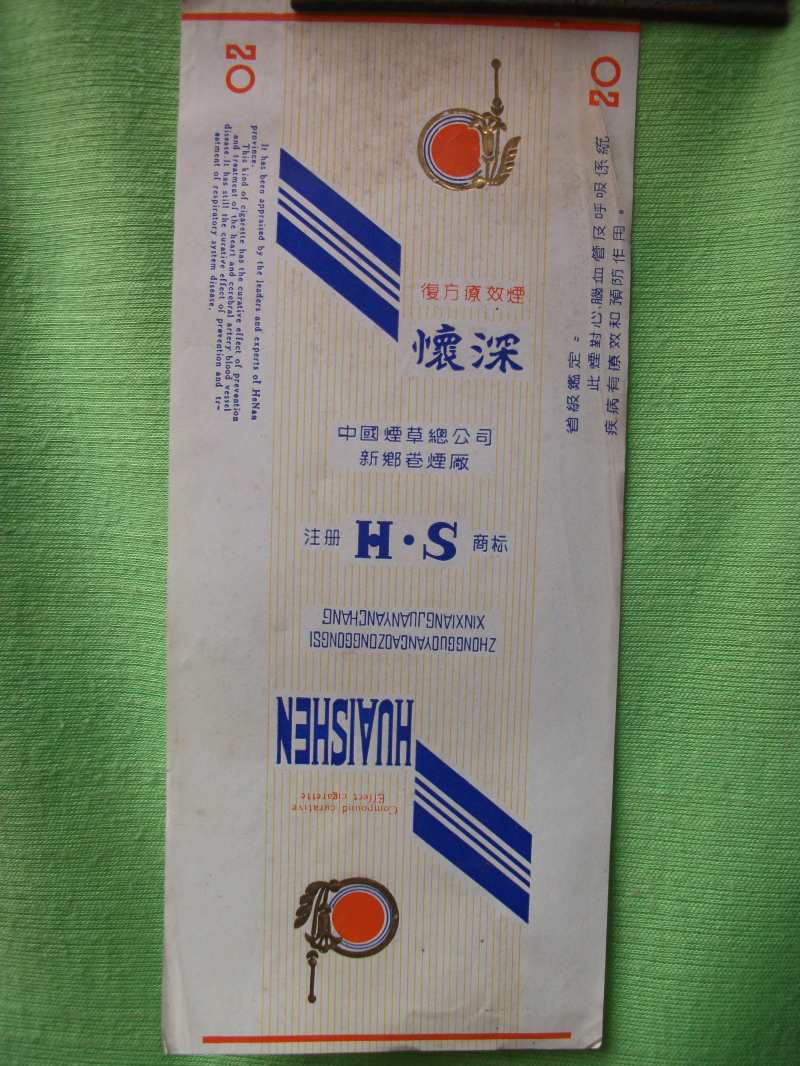 20
20
It has been appraised by the leaders and experts of HeNan
province.
This kind of cigarette has the curative effect of prevention
and treatment of the heart and cerebral artery blood vessel
disease.It has still the curative effect of prevention and tr-
eatment of respiratory system disease.
省級鑑定。
此煙對心腦血管及呼吸係統
疾病有療效和預防作用。
復方療效煙
懷深
中國煙草總公司
新鄉卷煙廠
注册 H·S 商标
ZHONGGUOYANCAOZONGGONGSI
XINXIANGJUANYANCHANG
HUAISHEN
Compound curative
Effect cigarette